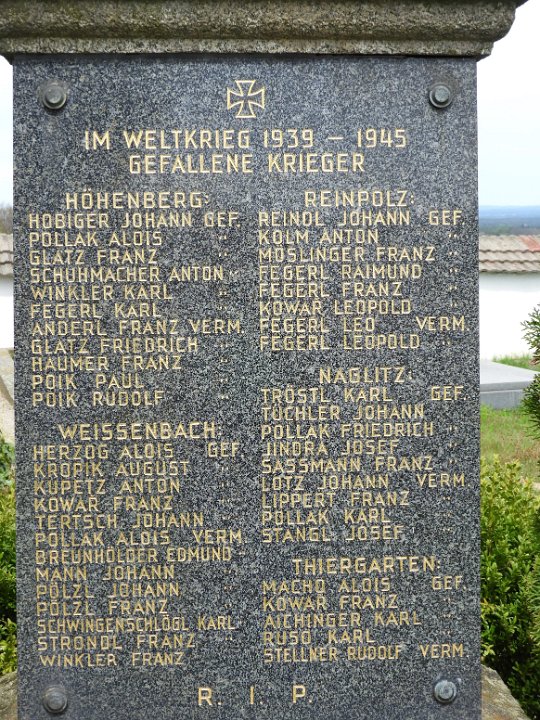 IM WELTKRIEG 1939 – 1945
GEFALLENE KRIEGER
HÖHENBERG:
HOBIGER JOHANN GEF.
POLLAK ALOIS "
GLATZ FRANZ "
SCHUHMACHER ANTON "
WINKLER KARL "
FEGERL KARL "
ANDERL FRANZ VERM.
GLATZ FRIEDRICH "
HAUMER FRANZ "
POIK PAUL "
POIK RUDOLF "
WEISSENBACH:
HERZOG ALOIS GEF.
KROPIK AUGUST "
KUPETZ ANTON "
KOWAR FRANZ "
TERTSCH JOHANN "
POLLAK ALOIS VERM.
BREUNHÖLDER EDMUND "
MANN JOHANN "
PÖLZL JOHANN "
PÖLZL FRANZ "
SCHWINGENSCHLÖGL KARL "
STRONDL FRANZ "
WINKLER FRANZ "
REINPOLZ:
REINDL JOHANN GEF.
KOLM ANTON "
MOSLINGER FRANZ "
FEGERL RAIMUND "
FEGERL FRANZ "
KOWAR LEOPOLD "
FEGERL LEO VERM.
FEGERL LEOPOLD "
NAGLITZ:
TRÖSTL KARL GEF.
TÜCHLER JOHANN "
POLLAK FRIEDRICH "
JINDRA JOSEF "
SASSMANN FRANZ "
LOTZ JOHANN VERM.
LIPPERT FRANZ "
POLLAK KARL "
STANGL JOSEF "
THIERGARTEN:
MACHO ALOIS GEF.
KOWAR FRANZ "
AICHINGER KARL "
RUSO KARL "
STELLNER RUDOLF VERM.
R. I. P.